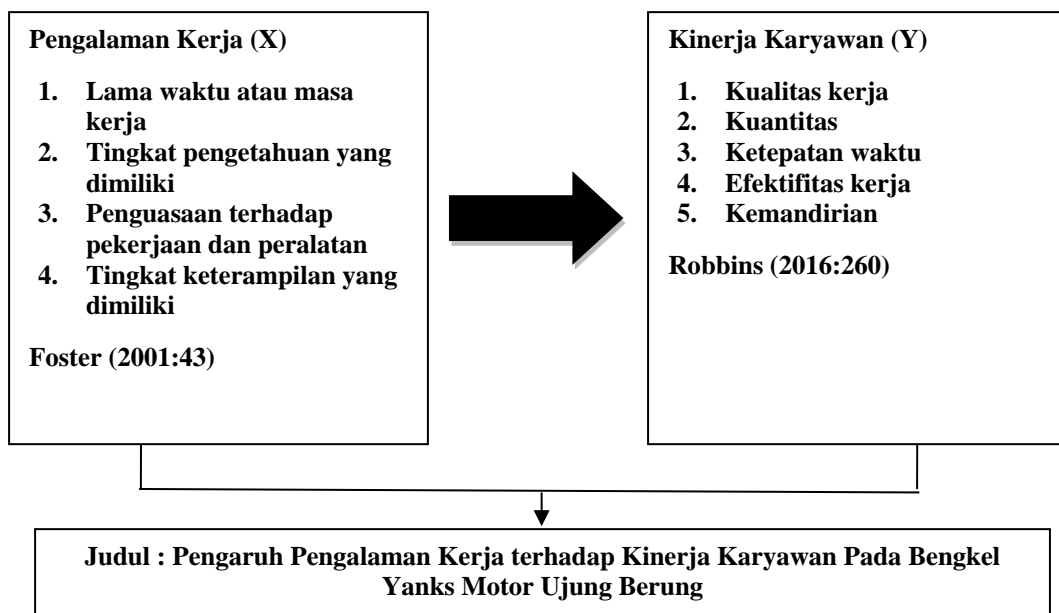 Pengalaman Kerja (X)
1. Lama waktu atau masa
kerja
2. Tingkat pengetahuan yang
dimiliki
3. Penguasaan terhadap
pekerjaan dan peralatan
4. Tingkat keterampilan yang
dimiliki
Foster (2001:43)
Kinerja Karyawan (Y)
1. Kualitas kerja
2. Kuantitas
3. Ketepatan waktu
4. Efektifitas kerja
5. Kemandirian
Robbins (2016:260)
Judul : Pengaruh Pengalaman Kerja terhadap Kinerja Karyawan Pada Bengkel
Yanks Motor Ujung Berung